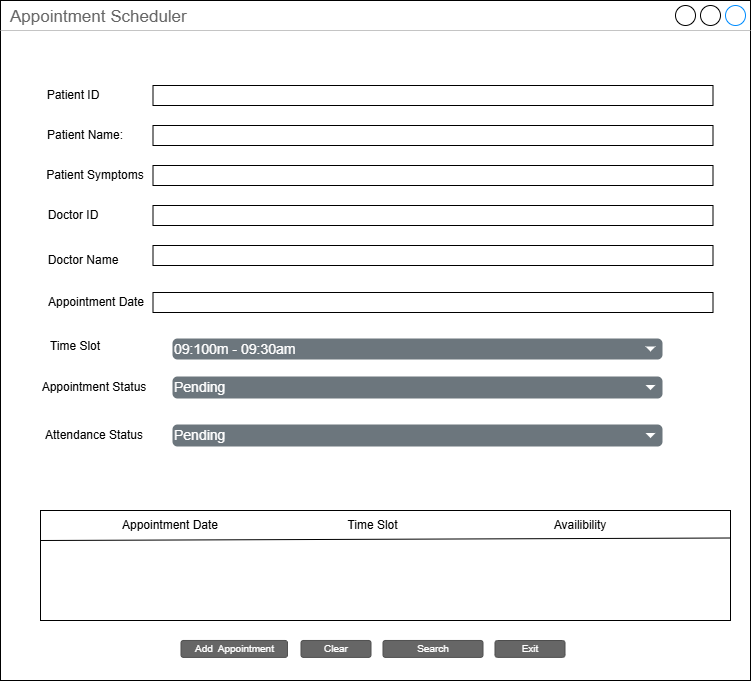 Appointment Scheduler
Patient ID
Patient Name:
Patient Symptoms
Doctor ID
Doctor Name
Appointment Date
Time Slot
09:100m - 09:30am
Appointment Status
Pending
Attendance Status
Pending
Appointment Date Time Slot Availibility
Add Appointment Clear Search Exit